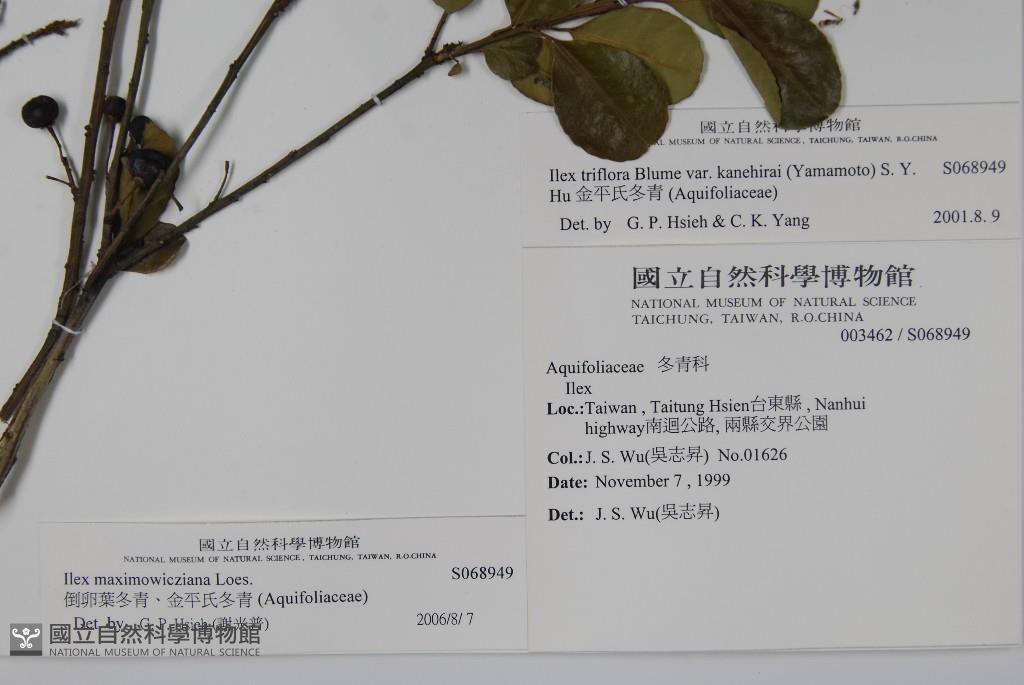 國立自然科學博物館
MUSEUM OF NATURAL SCIENCE, TAICHUNG, TAIWAN, R.O.CHINA
Ilex triflora Blume var. kanehirai (Yamamoto) S. Y. S068949
Hu 金平氏冬青 (Aquifoliaceae)
Det. by G. P. Hsieh & C. K. Yang 2001.8. 9
國立自然科學博物館
NATIONAL MUSEUM OF NATURAL SCIENCE
TAICHUNG, TAIWAN, R.O.CHINA
003462 / S068949
Aquifoliaceae 冬青科
Ilex
Loc.:Taiwan , Taitung Hsien台東縣 , Nanhui
highway南迴公路, 兩縣交界公園
Col.:J. S. Wu(吳志昇) No.01626
Date: November 7 , 1999
Det.: J. S. Wu(吳志昇)
國立自然科學博物館
NATIONAL MUSEUM OF NATURAL SCIENCE, TAICHUNG, TAIWAN, R.O.CHINA
Ilex maximowicziana Loes. S068949
倒卵葉冬青、金平氏冬青 (Aquifoliaceae)
Det. by G. P. Hsieh (謝光普) 2006/8/ 7
國立自然科學博物館
NATIONAL MUSEUM OF NATURAL SCIENCE